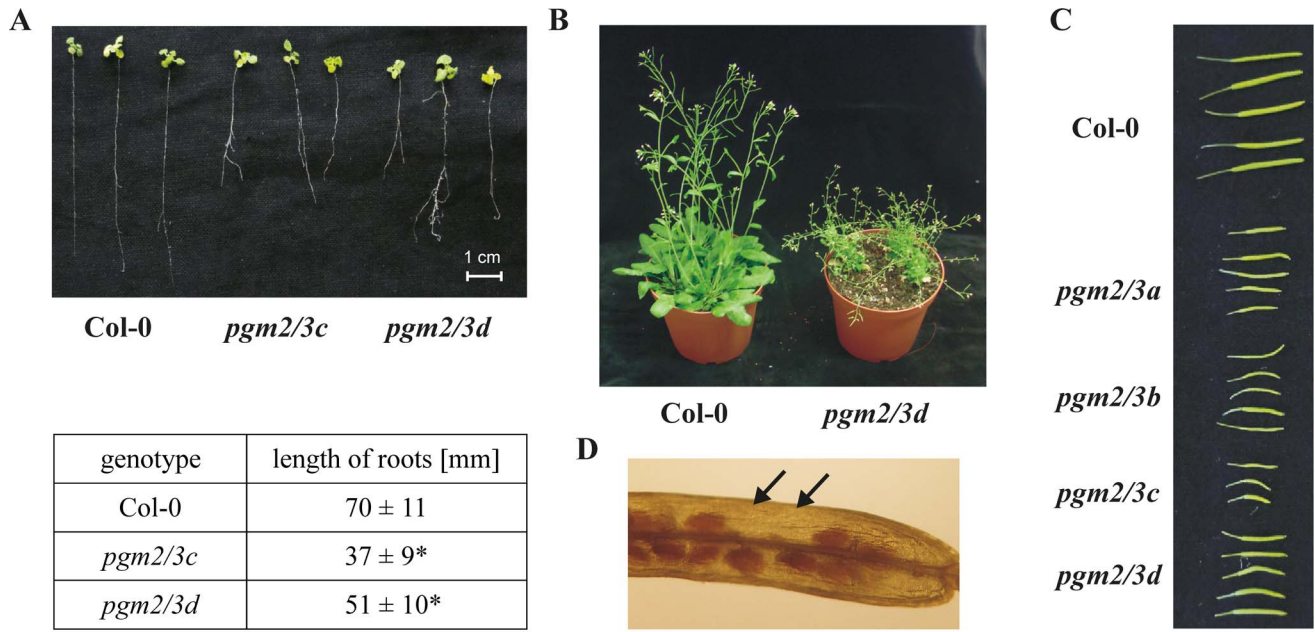 A
B
C
1 cm
Col-0 pgm2/3c pgm2/3d
Col-0 pgm2/3d
Col-0
pgm2/3a
pgm2/3b
pgm2/3c
pgm2/3d
genotype length of roots [mm]
Col-0 70 ± 11
pgm2/3c 37 ± 9*
pgm2/3d 51 ± 10*
D